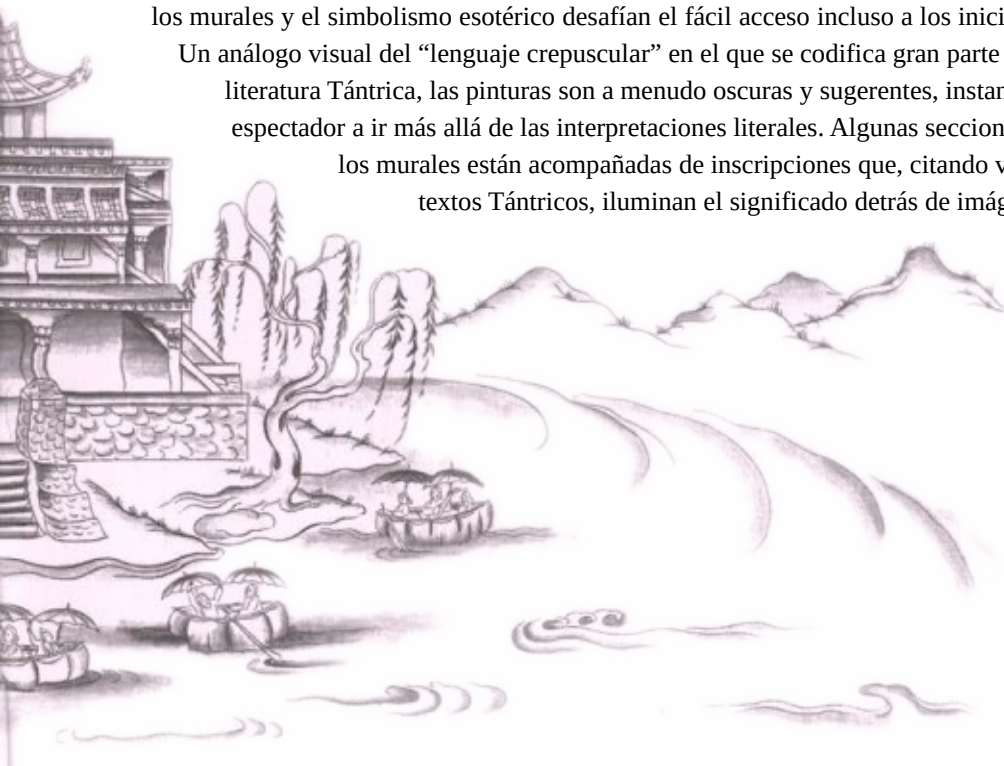 los murales y el simbolismo esotérico desafían el fácil acceso incluso a los inici
Un análogo visual del “lenguaje crepuscular” en el que se codifica gran parte
literatura Tántrica, las pinturas son a menudo oscuras y sugerentes, instan
espectador a ir más allá de las interpretaciones literales. Algunas seccion
los murales están acompañadas de inscripciones que, citando v
textos Tántricos, iluminan el significado detrás de imág